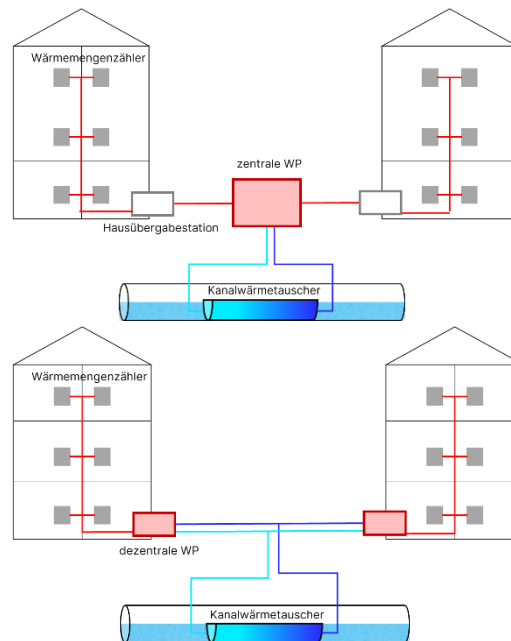 Wärmemengenzähler
zentrale WP
Hausübergabestation
Kanalwärmetauscher
Wärmemengenzähler
dezentrale WP
Kanalwärmetauscher